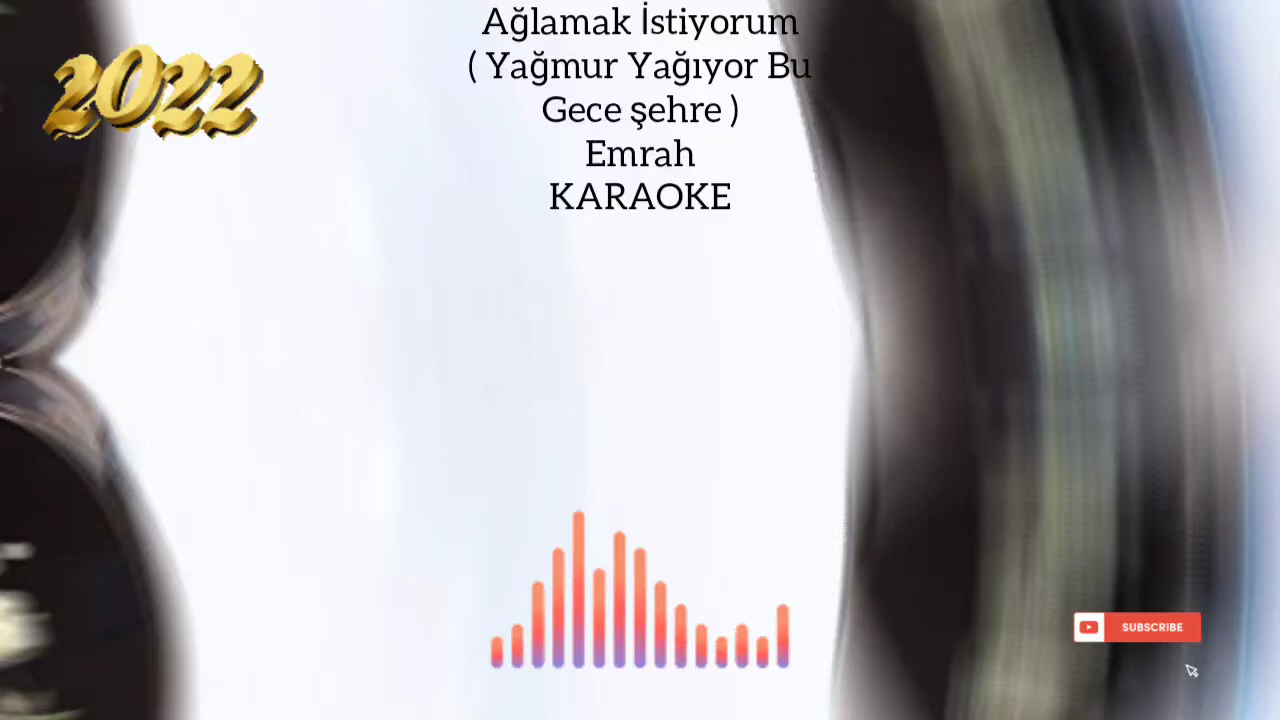 2022
Ağlamak İstiyorum
( Yağmur Yağıyor Bu
Gece şehre )
Emrah
KARAOKE
SUBSCRIBE